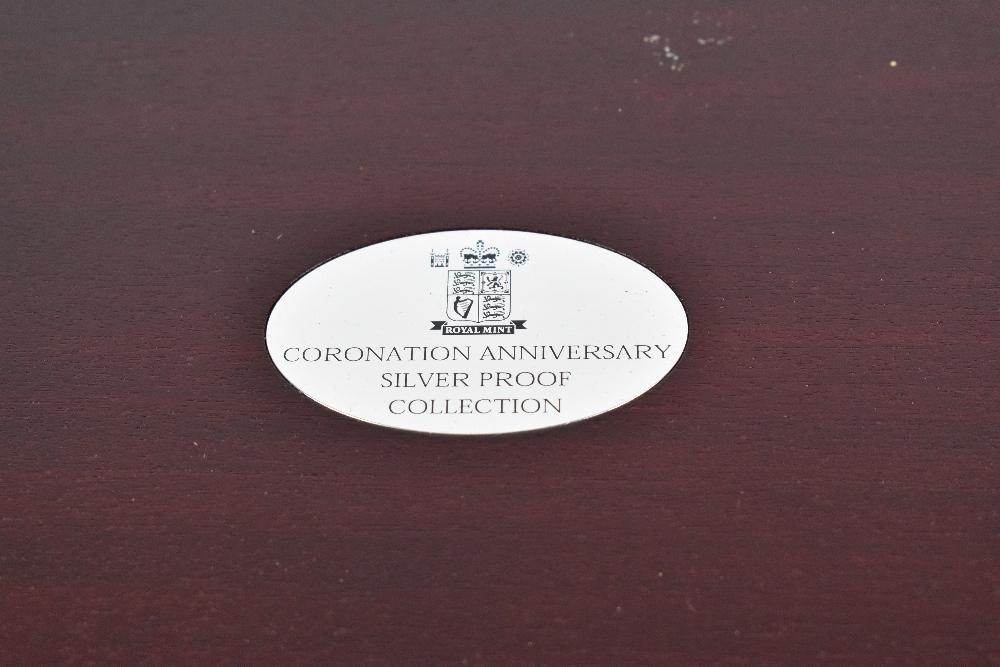 ROYAL MINT
CORONATION ANNIVERSARY
SILVER PROOF
COLLECTION